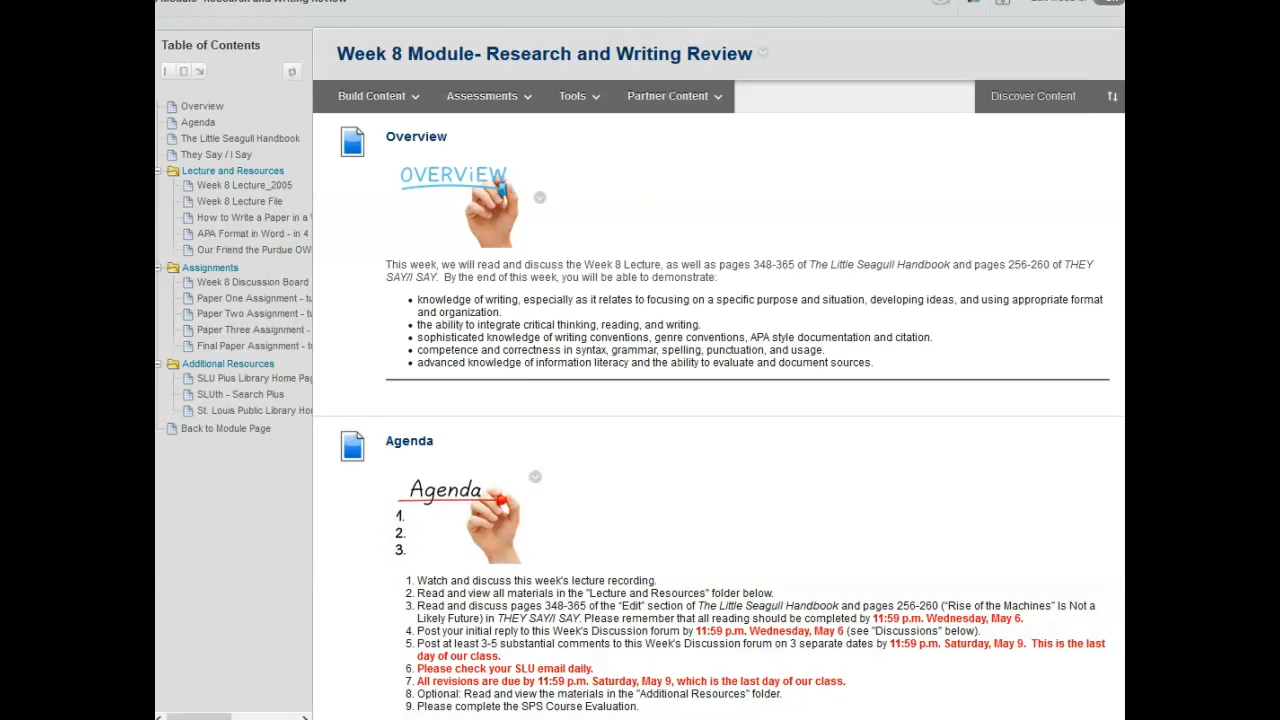 Module- Research and Writing Review
Table of Contents
Overview
Agenda
The Little Seagull Handbook
They Say / I Say
Lecture and Resources
Week 8 Lecture_2005
Week 8 Lecture File
How to Write a Paper in a
APA Format in Word - in 4
Our Friend the Purdue OW
Assignments
Week 8 Discussion Board
Paper One Assignment - tu
Paper Two Assignment - tu
Paper Three Assignment -
Final Paper Assignment - tu
Additional Resources
SLU Pius Library Home Pag
SLUth - Search Plus
St. Louis Public Library Ho
Back to Module Page
Week 8 Module- Research and Writing Review
Build Content Assessments Tools Partner Content Discover Content
Overview
OVERVIEW
This week, we will read and discuss the Week 8 Lecture, as well as pages 348-365 of The Little Seagull Handbook and pages 256-260 of THEY
SAY/I SAY. By the end of this week, you will be able to demonstrate:
knowledge of writing, especially as it relates to focusing on a specific purpose and situation, developing ideas, and using appropriate format
and organization.
the ability to integrate critical thinking, reading, and writing.
sophisticated knowledge of writing conventions, genre conventions, APA style documentation and citation.
competence and correctness in syntax, grammar, spelling, punctuation, and usage.
advanced knowledge of information literacy and the ability to evaluate and document sources.
Agenda
Agenda
1.
2.
3.
1. Watch and discuss this week's lecture recording.
2. Read and view all materials in the "Lecture and Resources" folder below.
3. Read and discuss pages 348-365 of the “Edit” section of The Little Seagull Handbook and pages 256-260 (“Rise of the Machines” Is Not a
Likely Future) in THEY SAY/I SAY. Please remember that all reading should be completed by 11:59 p.m. Wednesday, May 6.
4. Post your initial reply to this Week's Discussion forum by 11:59 p.m. Wednesday, May 6 (see "Discussions" below).
5. Post at least 3-5 substantial comments to this Week's Discussion forum on 3 separate dates by 11:59 p.m. Saturday, May 9. This is the last
day of our class.
6. Please check your SLU email daily.
7. All revisions are due by 11:59 p.m. Saturday, May 9, which is the last day of our class.
8. Optional: Read and view the materials in the "Additional Resources" folder.
9. Please complete the SPS Course Evaluation.